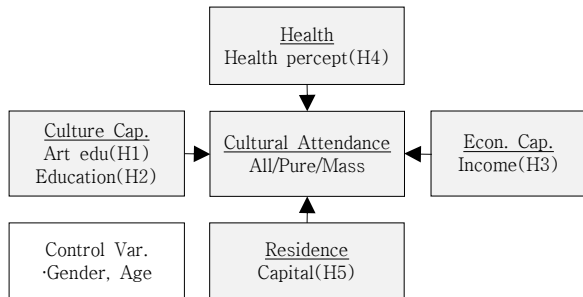 Health
Health percept(H4)
Culture Cap.
Art edu(H1)
Education(H2)
Cultural Attendance
All/Pure/Mass
Econ. Cap.
Income(H3)
Control Var.
·Gender, Age
Residence
Capital(H5)